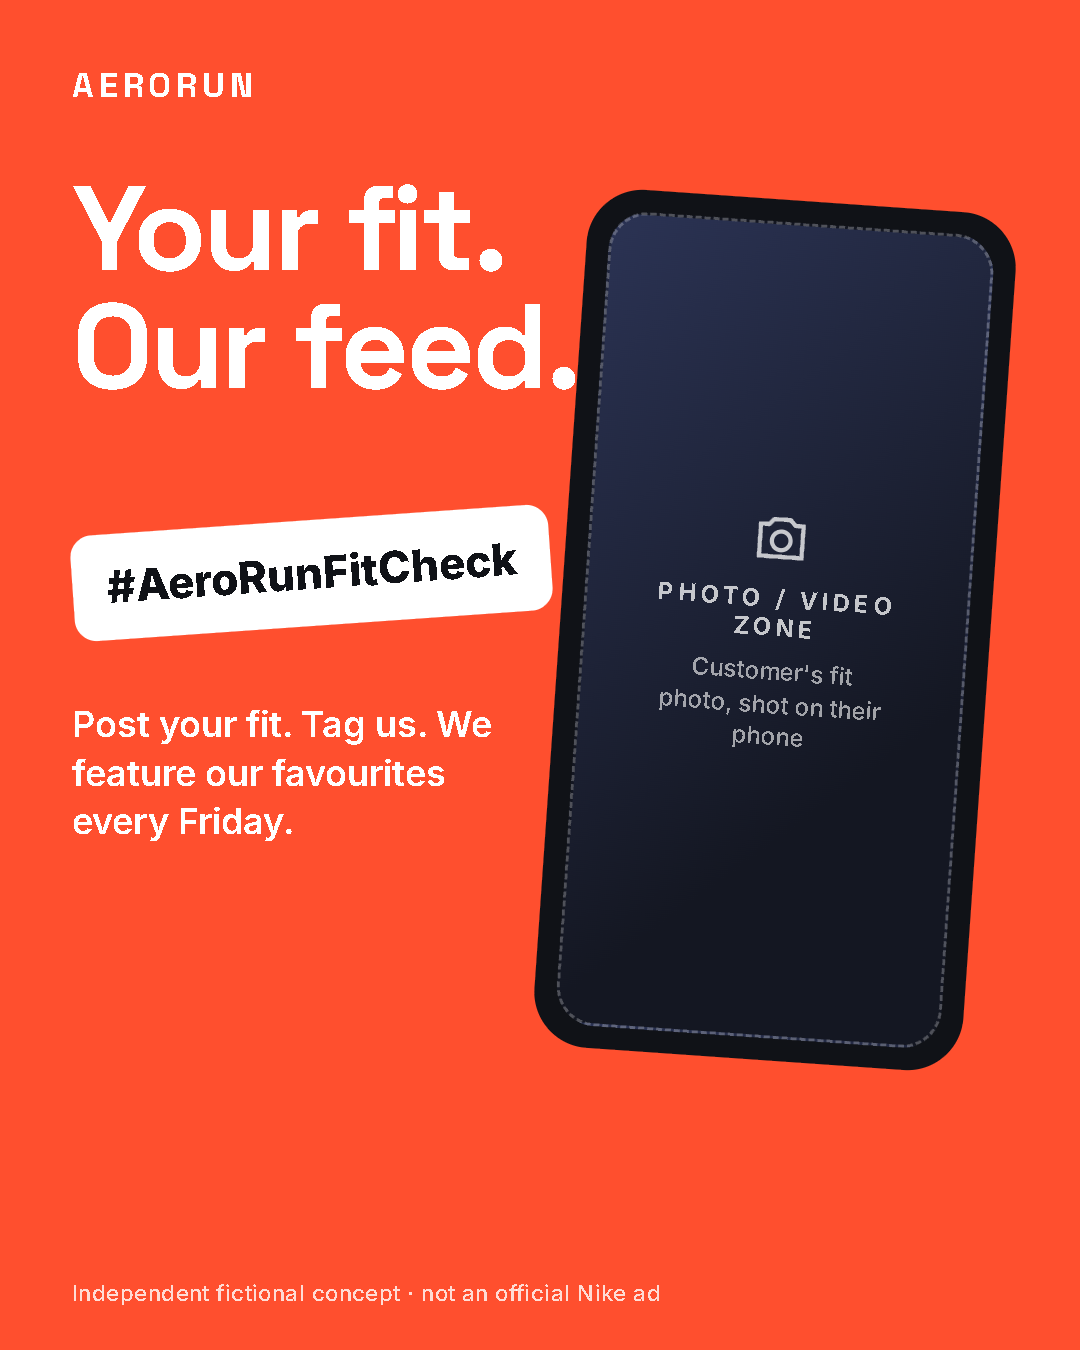 AERORUN
Your fit.
Our feed.
#AeroRunFitCheck
Post your fit. Tag us. We
feature our favourites
every Friday.
PHOTO / VIDEO
ZONE
Customer's fit
photo, shot on their
phone
Independent fictional concept · not an official Nike ad